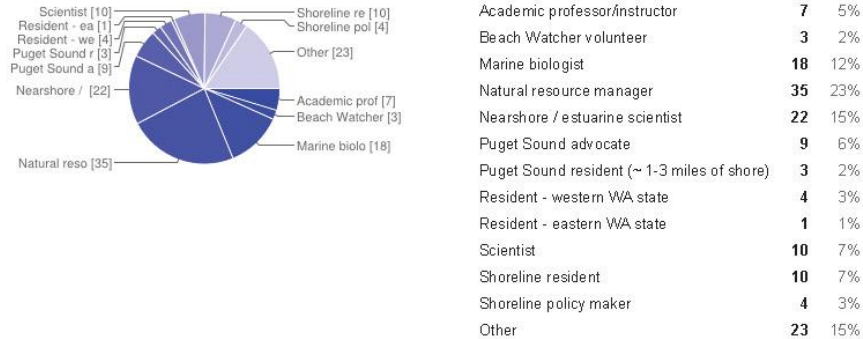 Scientist [10]
Resident - ea [1]
Resident - we [4]
Puget Sound r [3]
Puget Sound a [9]
Nearshore / [22]
Natural reso [35]
Shoreline re [10]
Shoreline pol [4]
Other [23]
Academic prof [7]
Beach Watcher [3]
Marine biolo [18]
Academic professor/instructor 7 5%
Beach Watcher volunteer 3 2%
Marine biologist 18 12%
Natural resource manager 35 23%
Nearshore / estuarine scientist 22 15%
Puget Sound advocate 9 6%
Puget Sound resident (~ 1-3 miles of shore) 3 2%
Resident - western WA state 4 3%
Resident - eastern WA state 1 1%
Scientist 10 7%
Shoreline resident 10 7%
Shoreline policy maker 4 3%
Other 23 15%